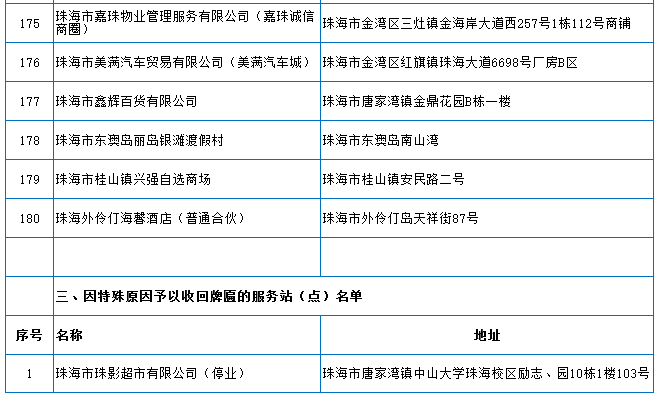 175 珠海市嘉珠物业管理服务有限公司（嘉珠诚信商圈） 珠海市金湾区三灶镇金海岸大道西257号1栋112号商铺
176 珠海市美满汽车贸易有限公司（美满汽车城） 珠海市金湾区红旗镇珠海大道6698号厂房B区
177 珠海市鑫辉百货有限公司 珠海市唐家湾镇金鼎花园B栋一楼
178 珠海市东澳岛丽岛银滩渡假村 珠海市东澳岛南山湾
179 珠海市桂山镇兴强自选商场 珠海市桂山镇安民路二号
180 珠海外伶仃海馨酒店（普通合伙） 珠海市外伶仃岛天祥街87号
三、因特殊原因予以收回牌匾的服务站（点）名单
序号 名称 地址
1 珠海市珠影超市有限公司（停业） 珠海市唐家湾镇中山大学珠海校区励志、园10栋1楼103号